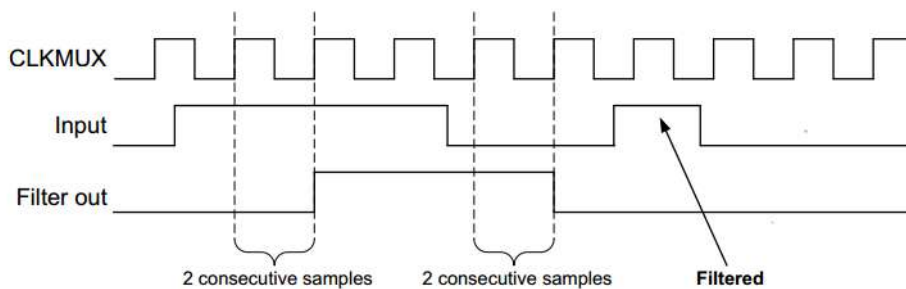 CLKMUX
Input
Filter out
2 consecutive samples 2 consecutive samples Filtered